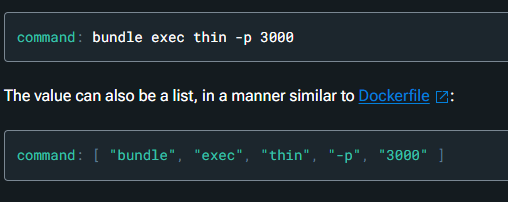 command: bundle exec thin -p 3000
The value can also be a list, in a manner similar to Dockerfile:
command: [ "bundle", "exec", "thin", "-p", "3000" ]